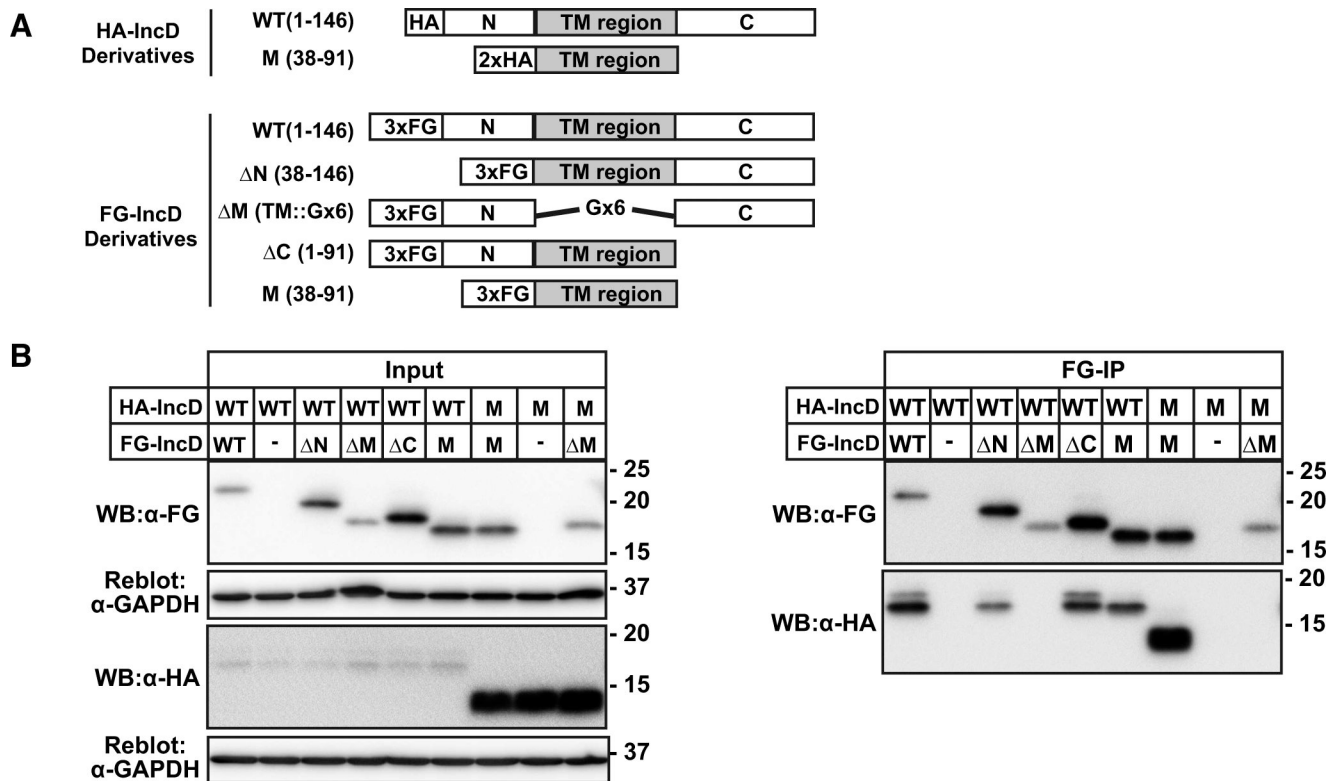 A
HA-IncD
Derivatives
WT(1-146)
HA N TM region C
M (38-91)
2xHA TM region
FG-IncD
Derivatives
WT(1-146)
3xFG N TM region C
ΔN (38-146)
3xFG TM region C
ΔM (TM::Gx6)
3xFG N Gx6 C
ΔC (1-91)
3xFG N TM region
M (38-91)
3xFG TM region
B
Input
HA-IncD WT WT WT WT WT WT M M M
FG-IncD WT - ΔN ΔM ΔC M M - ΔM
WB:α-FG
- 25
- 20
- 15
Reblot:
α-GAPDH
- 37
WB:α-HA
- 20
- 15
Reblot:
α-GAPDH
- 37
FG-IP
HA-IncD WT WT WT WT WT WT M M M
FG-IncD WT - ΔN ΔM ΔC M M - ΔM
WB:α-FG
- 25
- 20
- 15
WB:α-HA
- 20
- 15